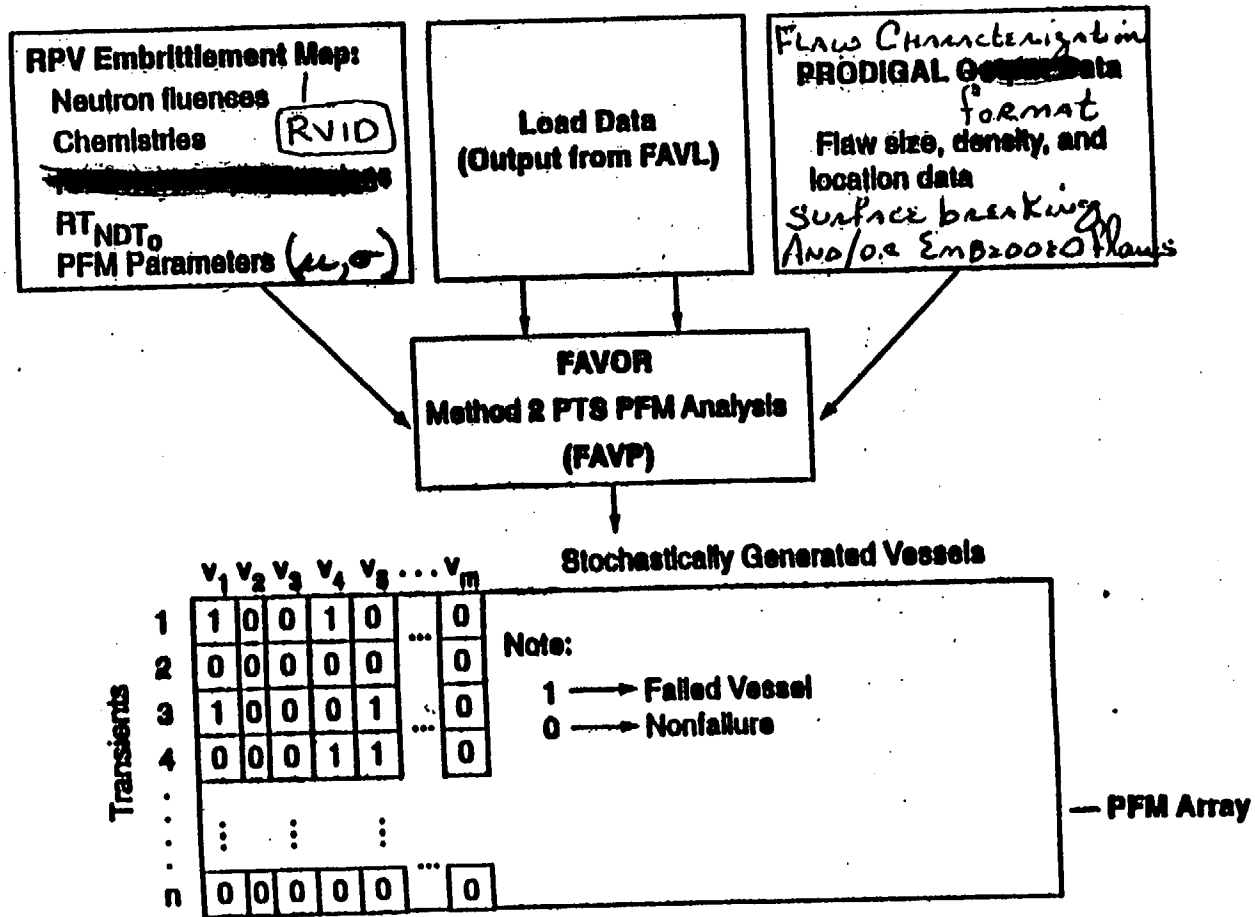 RPV Embrittlement Map:
Neutron fluences
Chemistries
RVID
RTNDT0
PFM Parameters (μ,σ)
Load Data
(Output from FAVL)
FLAW CHARACTERIZATION
PRODIGAL
FORMAT
Flaw size, density, and
location data
SURFACE breaking
AND/OR EMBEDDED flaws
FAVOR
Method 2 PTS PFM Analysis
(FAVP)
Stochastically Generated Vessels
v1 v2 v3 v4 v5 ... vm
Transients
1 1 0 0 1 0 ... 0
2 0 0 0 0 0 0
3 1 0 0 0 1 ... 0
4 0 0 0 1 1 0
n 0 0 0 0 0 ... 0
Note:
1 → Failed Vessel
0 → Nonfailure
PFM Array